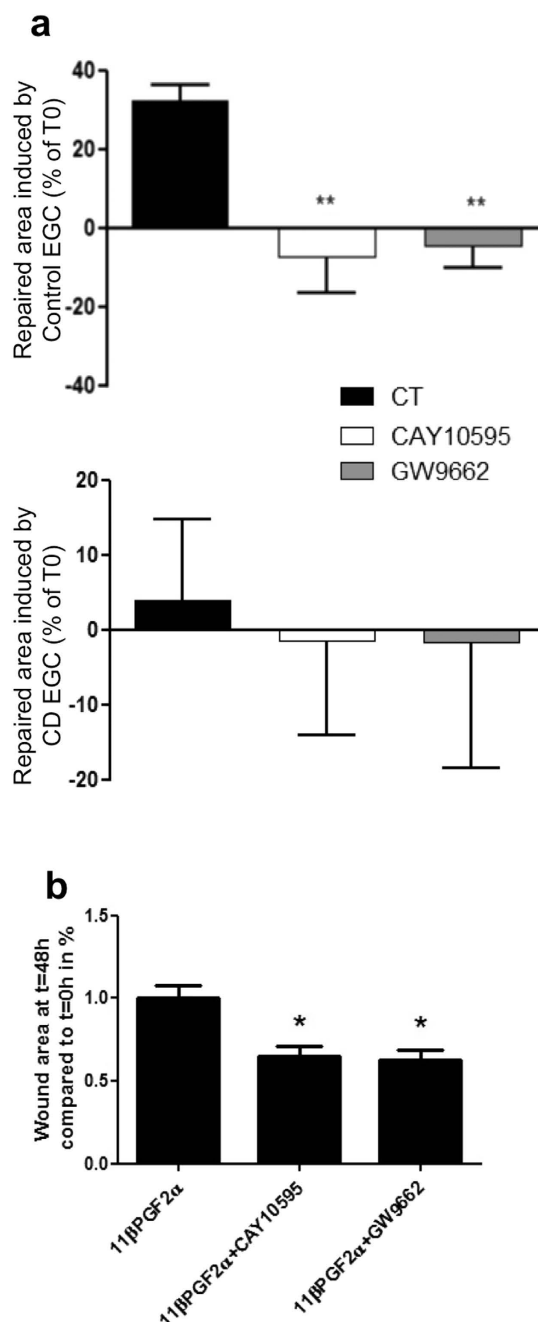 a
Repaired area induced by
Control EGC (% of T0)
40
20
0
-20
-40
**
**
CT
CAY10595
GW9662
Repaired area induced by
CD EGC (% of T0)
20
10
0
-10
-20
b
Wound area at t=48h
compared to t=0h in %
1.5
1.0
0.5
0.0
*
*
11βPGF2α
11βPGF2α+CAY10595
11βPGF2α+GW9662